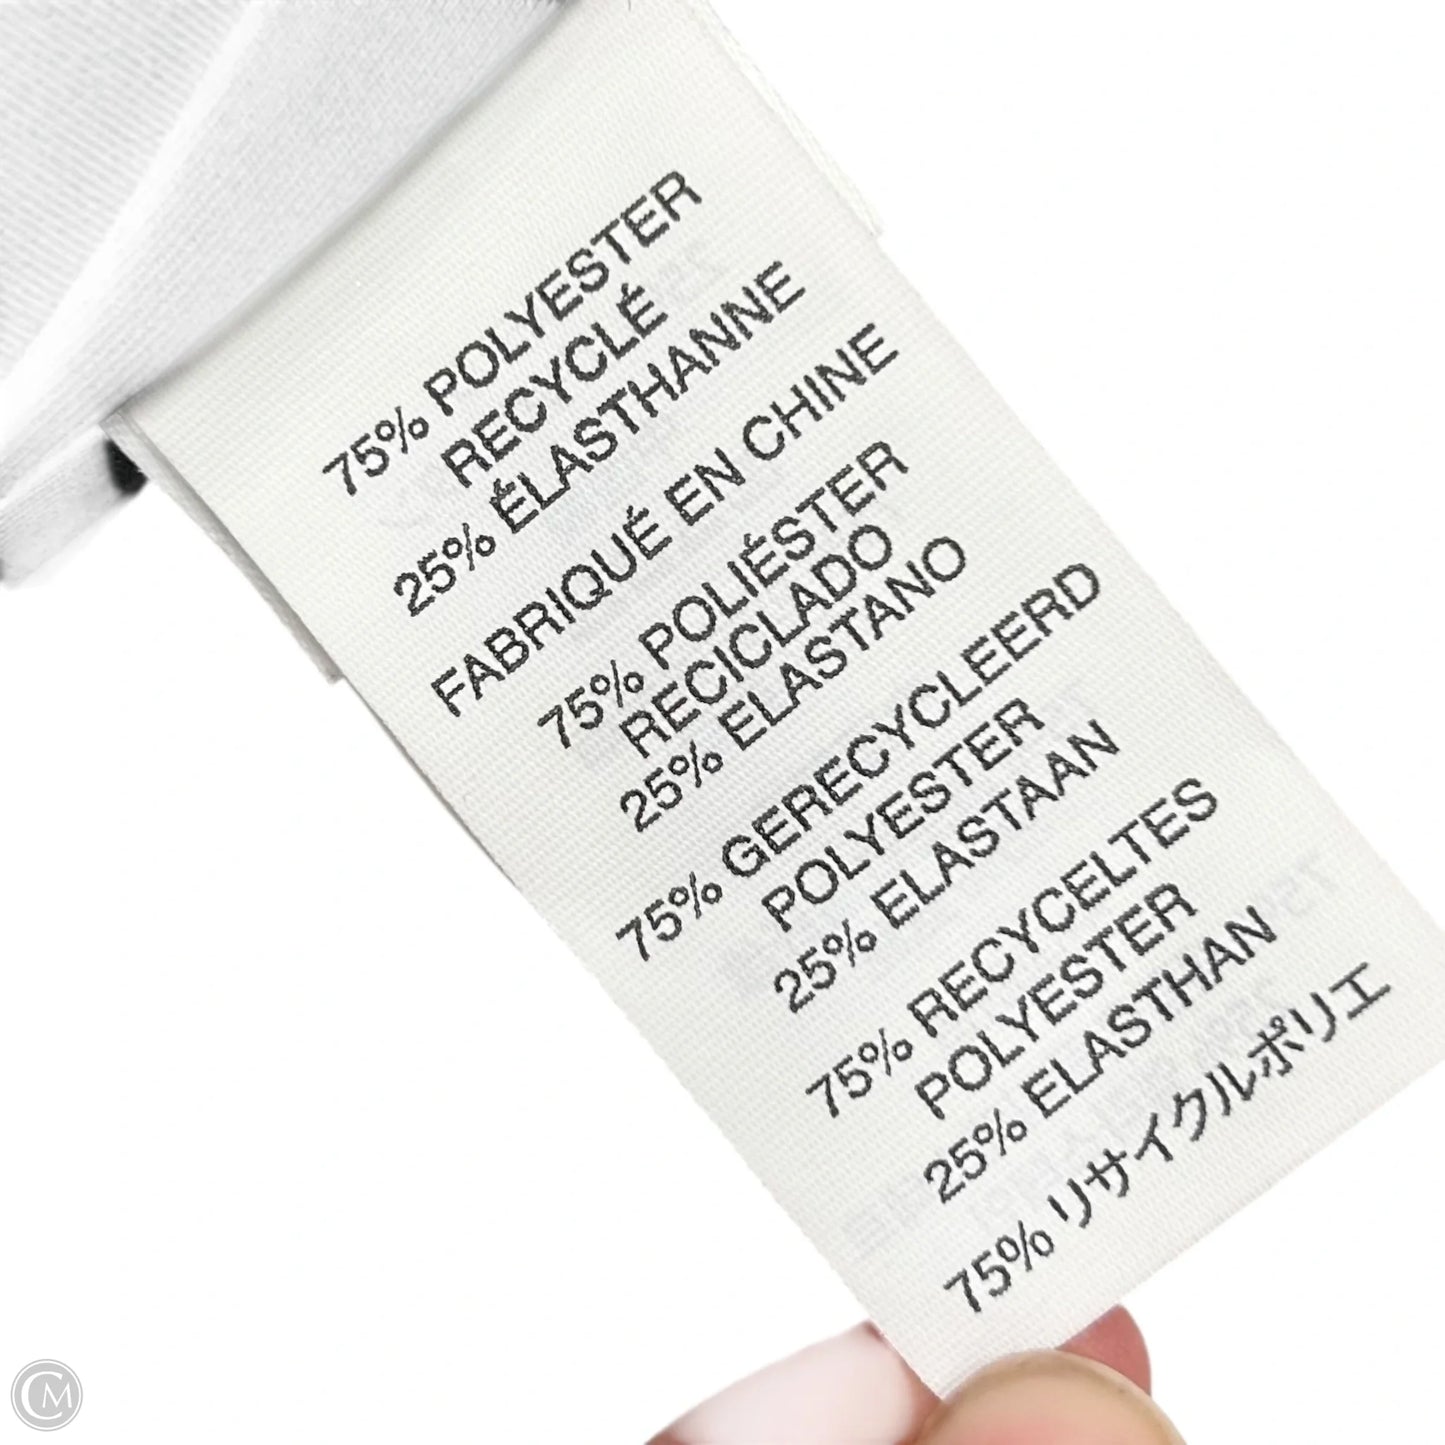 75% POLYESTER
RECYCLÉ
25% ÉLASTHANNE
FABRIQUÉ EN CHINE
75% POLIÉSTER
RECICLADO
25% ELASTANO
75% GERECYCLEERD
POLYESTER
25% ELASTAAN
75% RECYCELTES
POLYESTER
25% ELASTHAN
75% リサイクルポリエ
CM